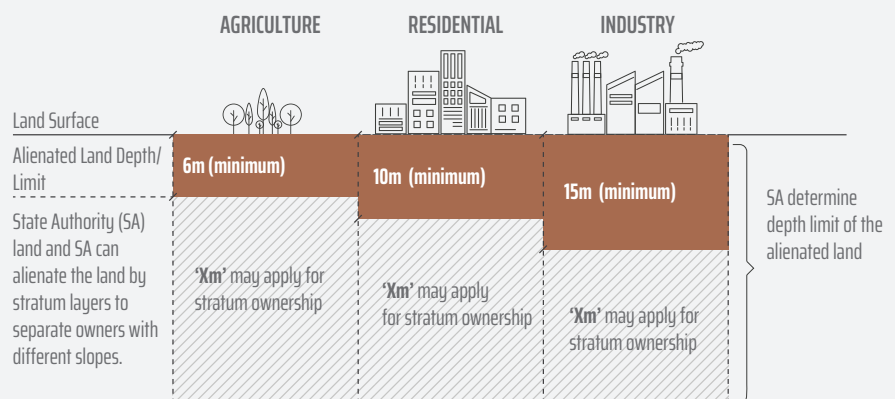 AGRICULTURE
RESIDENTIAL
INDUSTRY
Land Surface
Alienated Land Depth/
Limit
6m (minimum)
10m (minimum)
15m (minimum)
State Authority (SA)
land and SA can
alienate the land by
stratum layers to
separate owners with
different slopes.
‘Xm’ may apply for
stratum ownership
‘Xm’ may apply
for stratum ownership
‘Xm’ may apply for
stratum ownership
SA determine
depth limit of the
alienated land